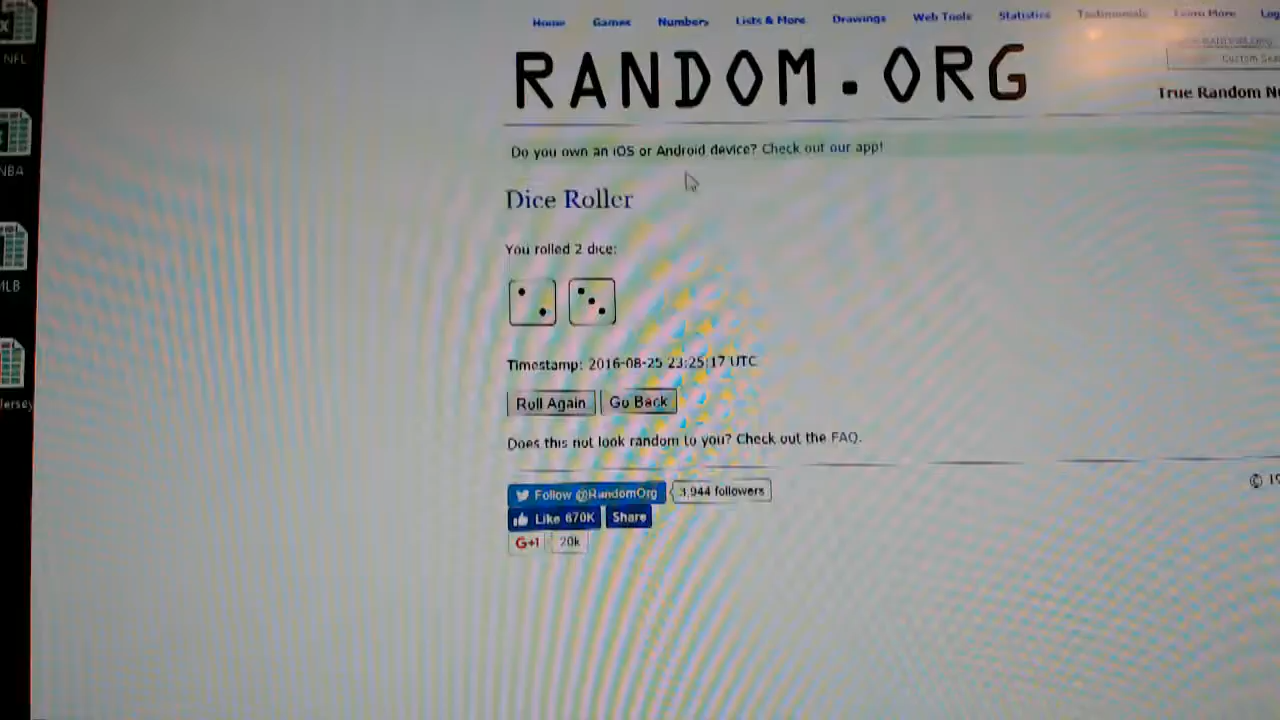 Home Games Numbers Lists & More Drawings Web Tools Statistics Testimonials Learn More Log
RANDOM.ORG
Custom Sea
True Random Nu
Do you own an iOS or Android device? Check out our app!
Dice Roller
You rolled 2 dice:
Timestamp: 2016-08-25 23:25:17 UTC
Roll Again Go Back
Does this not look random to you? Check out the FAQ.
Follow @RandomOrg 3,944 followers
Like 670K Share
G+1 20k
NFL
NBA
MLB
Jersey